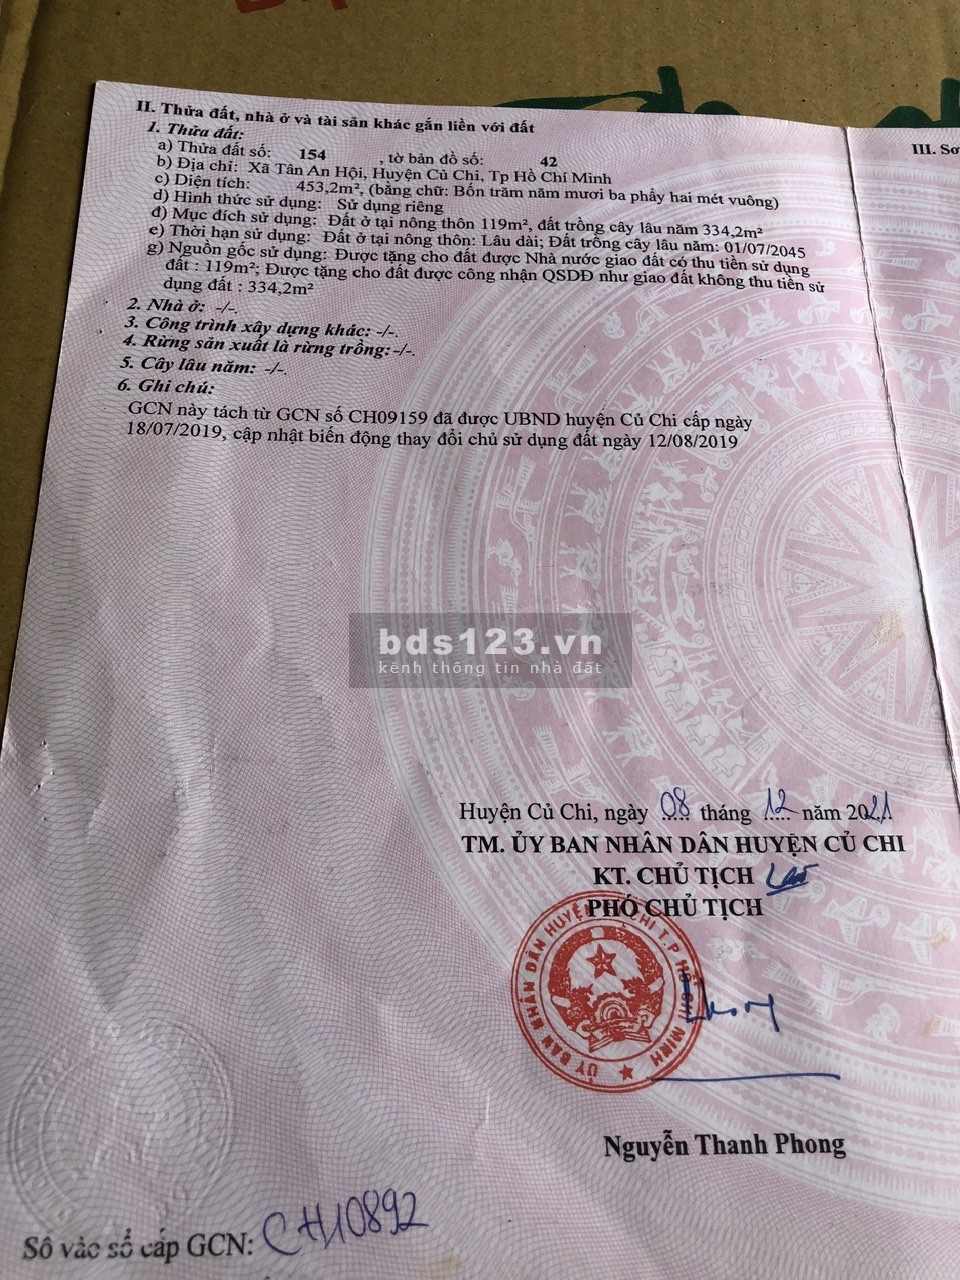 II. Thửa đất, nhà ở và tài sản khác gắn liền với đất
III. Sơ
1. Thửa đất:
a) Thửa đất số: 154 , tờ bản đồ số: 42
b) Địa chỉ: Xã Tân An Hội, Huyện Củ Chi, Tp Hồ Chí Minh
c) Diện tích: 453,2m², (bằng chữ: Bốn trăm năm mươi ba phẩy hai mét vuông)
d) Hình thức sử dụng: Sử dụng riêng
đ) Mục đích sử dụng: Đất ở tại nông thôn 119m², đất trồng cây lâu năm 334,2m²
e) Thời hạn sử dụng: Đất ở tại nông thôn: Lâu dài; Đất trồng cây lâu năm: 01/07/2045
g) Nguồn gốc sử dụng: Được tặng cho đất được Nhà nước giao đất có thu tiền sử dụng
đất : 119m²; Được tặng cho đất được công nhận QSDĐ như giao đất không thu tiền sử
dụng đất : 334,2m²
2. Nhà ở: -/-.
3. Công trình xây dựng khác: -/-.
4. Rừng sản xuất là rừng trồng:-/-.
5. Cây lâu năm: -/-.
6. Ghi chú:
GCN này tách từ GCN số CH09159 đã được UBND huyện Củ Chi cấp ngày
18/07/2019, cập nhật biến động thay đổi chủ sử dụng đất ngày 12/08/2019
bds123.vn
kênh thông tin nhà đất
Huyện Củ Chi, ngày 08 tháng 12 năm 2021
TM. ỦY BAN NHÂN DÂN HUYỆN CỦ CHI
KT. CHỦ TỊCH
PHÓ CHỦ TỊCH
ỦY BAN NHÂN DÂN HUYỆN CỦ CHI T.P HỒ CHÍ MINH
Nguyễn Thanh Phong
Số vào sổ cấp GCN: CH10892